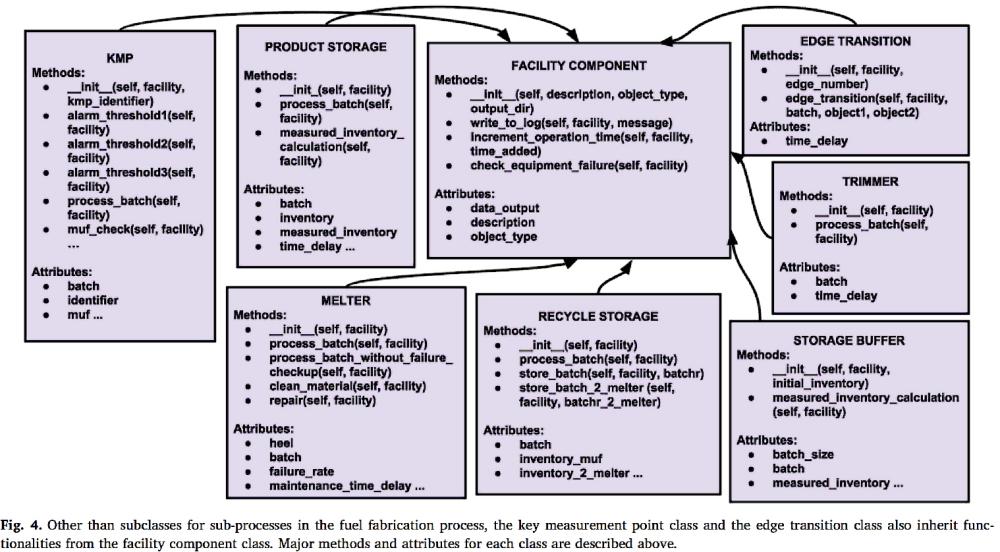 KMP
Methods:
● __init__(self, facility,
kmp_identifier)
● alarm_threshold1(self,
facility)
● alarm_threshold2(self,
facility)
● alarm_threshold3(self,
facility)
● process_batch(self,
facility)
● muf_check(self, facility)
...
Attributes:
● batch
● identifier
● muf ...
PRODUCT STORAGE
Methods:
● __init_(self, facility)
● process_batch(self,
facility)
● measured_inventory_
calculation(self,
facility)
Attributes:
● batch
● inventory
● measured_inventory
● time_delay ...
FACILITY COMPONENT
Methods:
● __init__(self, description, object_type,
output_dir)
● write_to_log(self, facility, message)
● increment_operation_time(self, facility,
time_added)
● check_equipment_failure(self, facility)
Attributes:
● data_output
● description
● object_type
EDGE TRANSITION
Methods:
● __init__(self, facility,
edge_number)
● edge_transition(self, facility,
batch, object1, object2)
Attributes:
● time_delay
TRIMMER
Methods:
● __init__(self, facility)
● process_batch(self,
facility)
Attributes:
● batch
● time_delay
MELTER
Methods:
● __init__(self, facility)
● process_batch(self, facility)
● process_batch_without_failure_
checkup(self, facility)
● clean_material(self, facility)
● repair(self, facility)
Attributes:
● heel
● batch
● failure_rate
● maintenance_time_delay ...
RECYCLE STORAGE
Methods:
● __init__(self, facility)
● process_batch(self, facility)
● store_batch(self, facility, batchr)
● store_batch_2_melter (self,
facility, batchr_2_melter)
Attributes:
● batch
● inventory_muf
● inventory_2_melter ...
STORAGE BUFFER
Methods:
● __init__(self, facility,
initial_inventory)
● measured_inventory_calculation
(self, facility)
Attributes:
● batch_size
● batch
● measured_inventory ...
Fig. 4. Other than subclasses for sub-processes in the fuel fabrication process, the key measurement point class and the edge transition class also inherit func-
tionalities from the facility component class. Major methods and attributes for each class are described above.